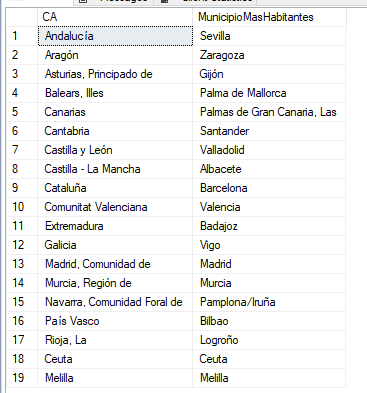 CA MunicipioMasHabitantes
1 Andalucía Sevilla
2 Aragón Zaragoza
3 Asturias, Principado de Gijón
4 Balears, Illes Palma de Mallorca
5 Canarias Palmas de Gran Canaria, Las
6 Cantabria Santander
7 Castilla y León Valladolid
8 Castilla - La Mancha Albacete
9 Cataluña Barcelona
10 Comunitat Valenciana Valencia
11 Extremadura Badajoz
12 Galicia Vigo
13 Madrid, Comunidad de Madrid
14 Murcia, Región de Murcia
15 Navarra, Comunidad Foral de Pamplona/Iruña
16 País Vasco Bilbao
17 Rioja, La Logroño
18 Ceuta Ceuta
19 Melilla Melilla